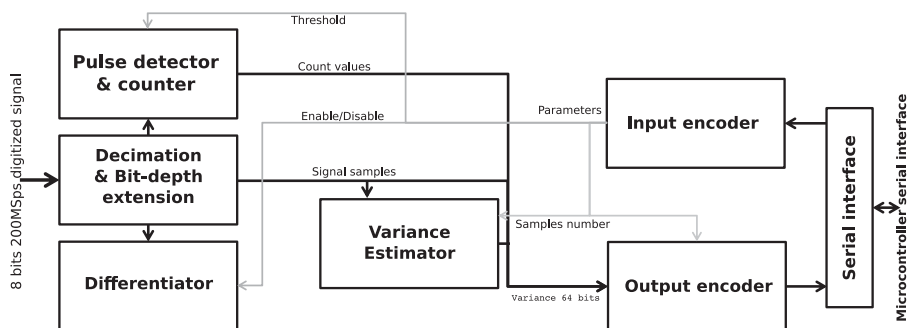 Threshold
Pulse detector
& counter
Count values
8 bits 200MSps digitized signal
Enable/Disable
Parameters
Input encoder
Decimation
& Bit-depth
extension
Signal samples
Variance
Estimator
Samples number
Differentiator
Variance 64 bits
Output encoder
Serial interface
Microcontroller serial interface